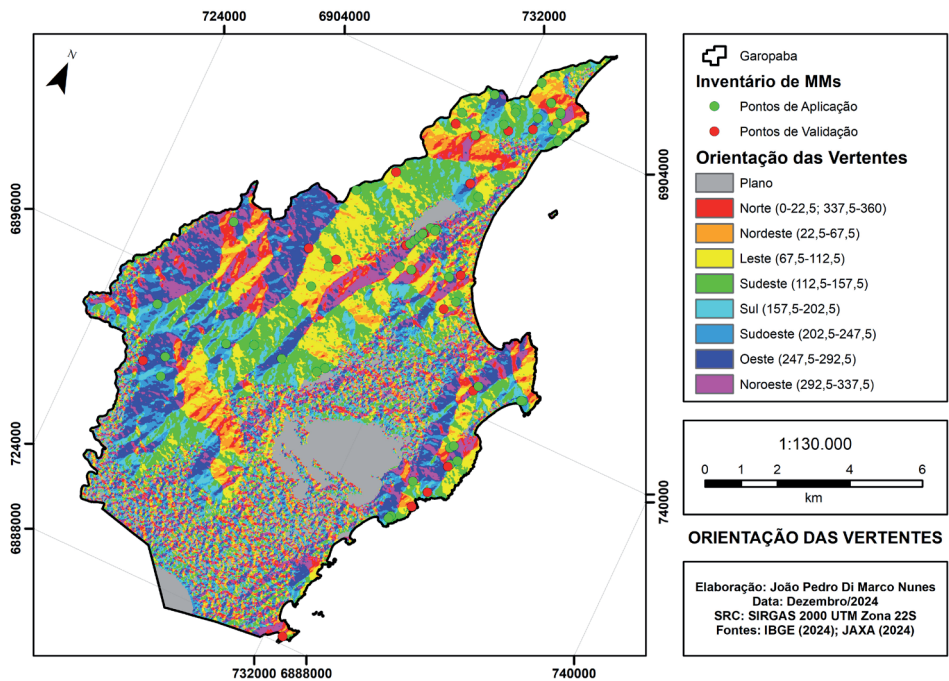 724000
6904000
732000
N
6896000
6904000
724000
6888000
740000
732000
6888000
740000
Garopaba
Inventário de MMs
Pontos de Aplicação
Pontos de Validação
Orientação das Vertentes
Plano
Norte (0-22,5; 337,5-360)
Nordeste (22,5-67,5)
Leste (67,5-112,5)
Sudeste (112,5-157,5)
Sul (157,5-202,5)
Sudoeste (202,5-247,5)
Oeste (247,5-292,5)
Noroeste (292,5-337,5)
1:130.000
0 1 2 4 6
km
ORIENTAÇÃO DAS VERTENTES
Elaboração: João Pedro Di Marco Nunes
Data: Dezembro/2024
SRC: SIRGAS 2000 UTM Zona 22S
Fontes: IBGE (2024); JAXA (2024)